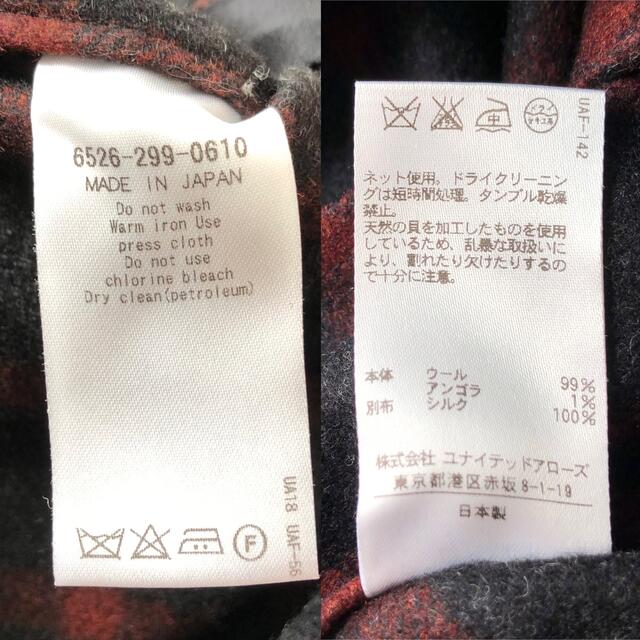 6526-299-0610
MADE IN JAPAN
Do not wash
Warm iron Use
press cloth
Do not use
chlorine bleach
Dry clean(petroleum)
UA18 UAF-56
F
UAF-142
中
ドライ
セキユ系
ネット使用。ドライクリーニン
グは短時間処理。タンブル乾燥
禁止。
天然の貝を加工したものを使用
しているため、乱暴な取扱いに
より、割れたり欠けたりするの
で十分に注意。
本体 ウール 99%
アンゴラ 1%
別布 シルク 100%
株式会社 ユナイテッドアローズ
東京都港区赤坂8-1-19
日本製